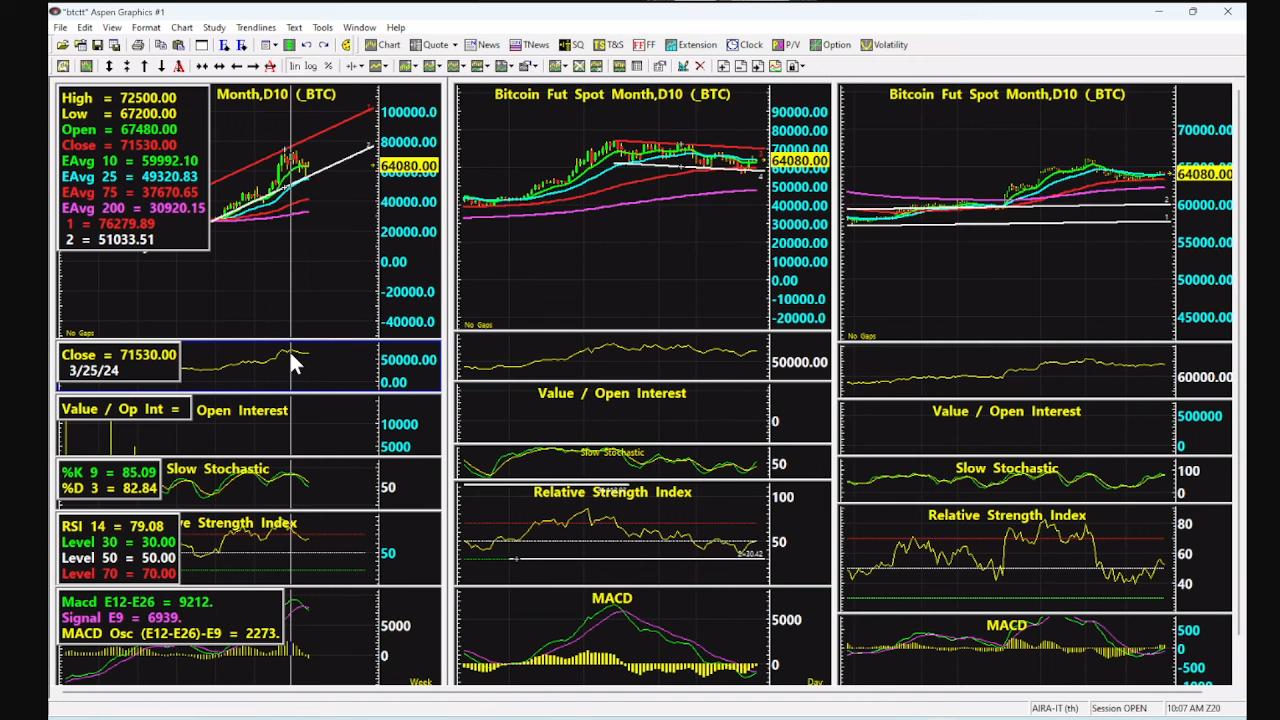 "btctt" Aspen Graphics #1
File Edit View Format Chart Study Trendlines Text Tools Window Help
Chart Quote News TNews SQ T&S FF Extension Clock P/V Option Volatility
lin log %
High = 72500.00
Low = 67200.00
Open = 67480.00
Close = 71530.00
EAvg 10 = 59992.10
EAvg 25 = 49320.83
EAvg 75 = 37670.65
EAvg 200 = 30920.15
1 = 76279.89
2 = 51033.51
Month,D10 (_BTC)
100000.0
80000.00
64080.00
40000.00
20000.00
0.00
-20000.0
-40000.0
No Gaps
Close = 71530.00
3/25/24
50000.00
0.00
Value / Op Int =
Open Interest
10000
5000
%K 9 = 85.09
%D 3 = 82.84
Slow Stochastic
50
RSI 14 = 79.08
Level 30 = 30.00
Level 50 = 50.00
Level 70 = 70.00
ve Strength Index
50
Macd E12-E26 = 9212.
Signal E9 = 6939.
MACD Osc (E12-E26)-E9 = 2273.
5000
0
Week
Bitcoin Fut Spot Month,D10 (_BTC)
90000.00
80000.00
70000.00
64080.00
50000.00
40000.00
30000.00
20000.00
10000.00
0.00
-10000.0
-20000.0
4
No Gaps
50000.00
Value / Open Interest
0
Slow Stochastic
50
Relative Strength Index
100
50
2=30.42
MACD
5000
0
Day
Bitcoin Fut Spot Month,D10 (_BTC)
70000.00
64080.00
60000.00
55000.00
50000.00
45000.00
2
1
No Gaps
60000.00
Value / Open Interest
500000
0
Slow Stochastic
100
0
Relative Strength Index
80
60
40
MACD
500
0
-500
AIRA-IT (th) Session OPEN 10:07 AM Z20